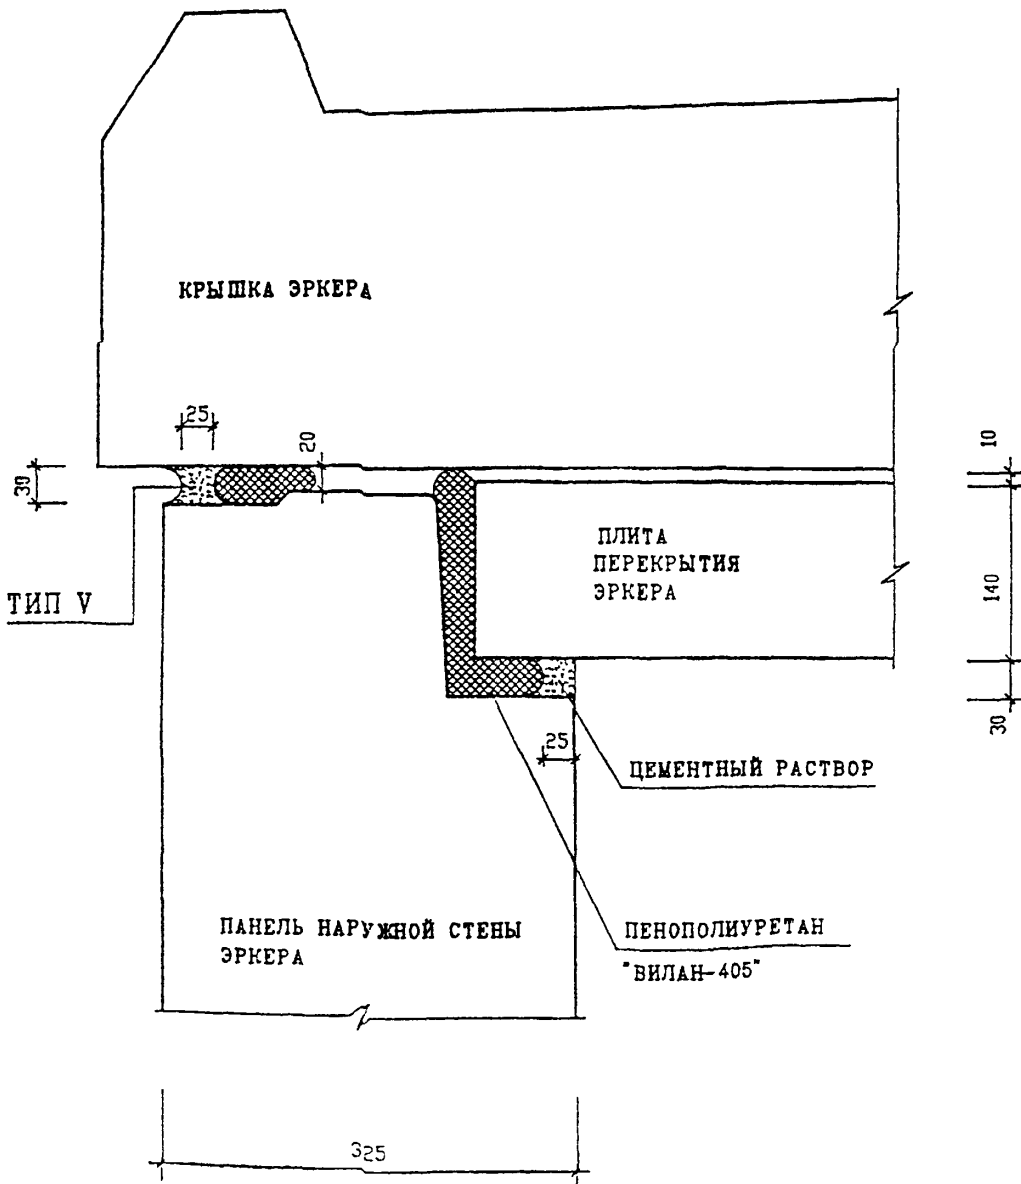 КРЫШКА ЭРКЕРА
25
20
10
30
ПЛИТА
ПЕРЕКРЫТИЯ
ЭРКЕРА
140
ТИП V
30
25
ЦЕМЕНТНЫЙ РАСТВОР
ПАНЕЛЬ НАРУЖНОЙ СТЕНЫ
ЭРКЕРА
ПЕНОПОЛИУРЕТАН
"ВИЛАН-405"
325